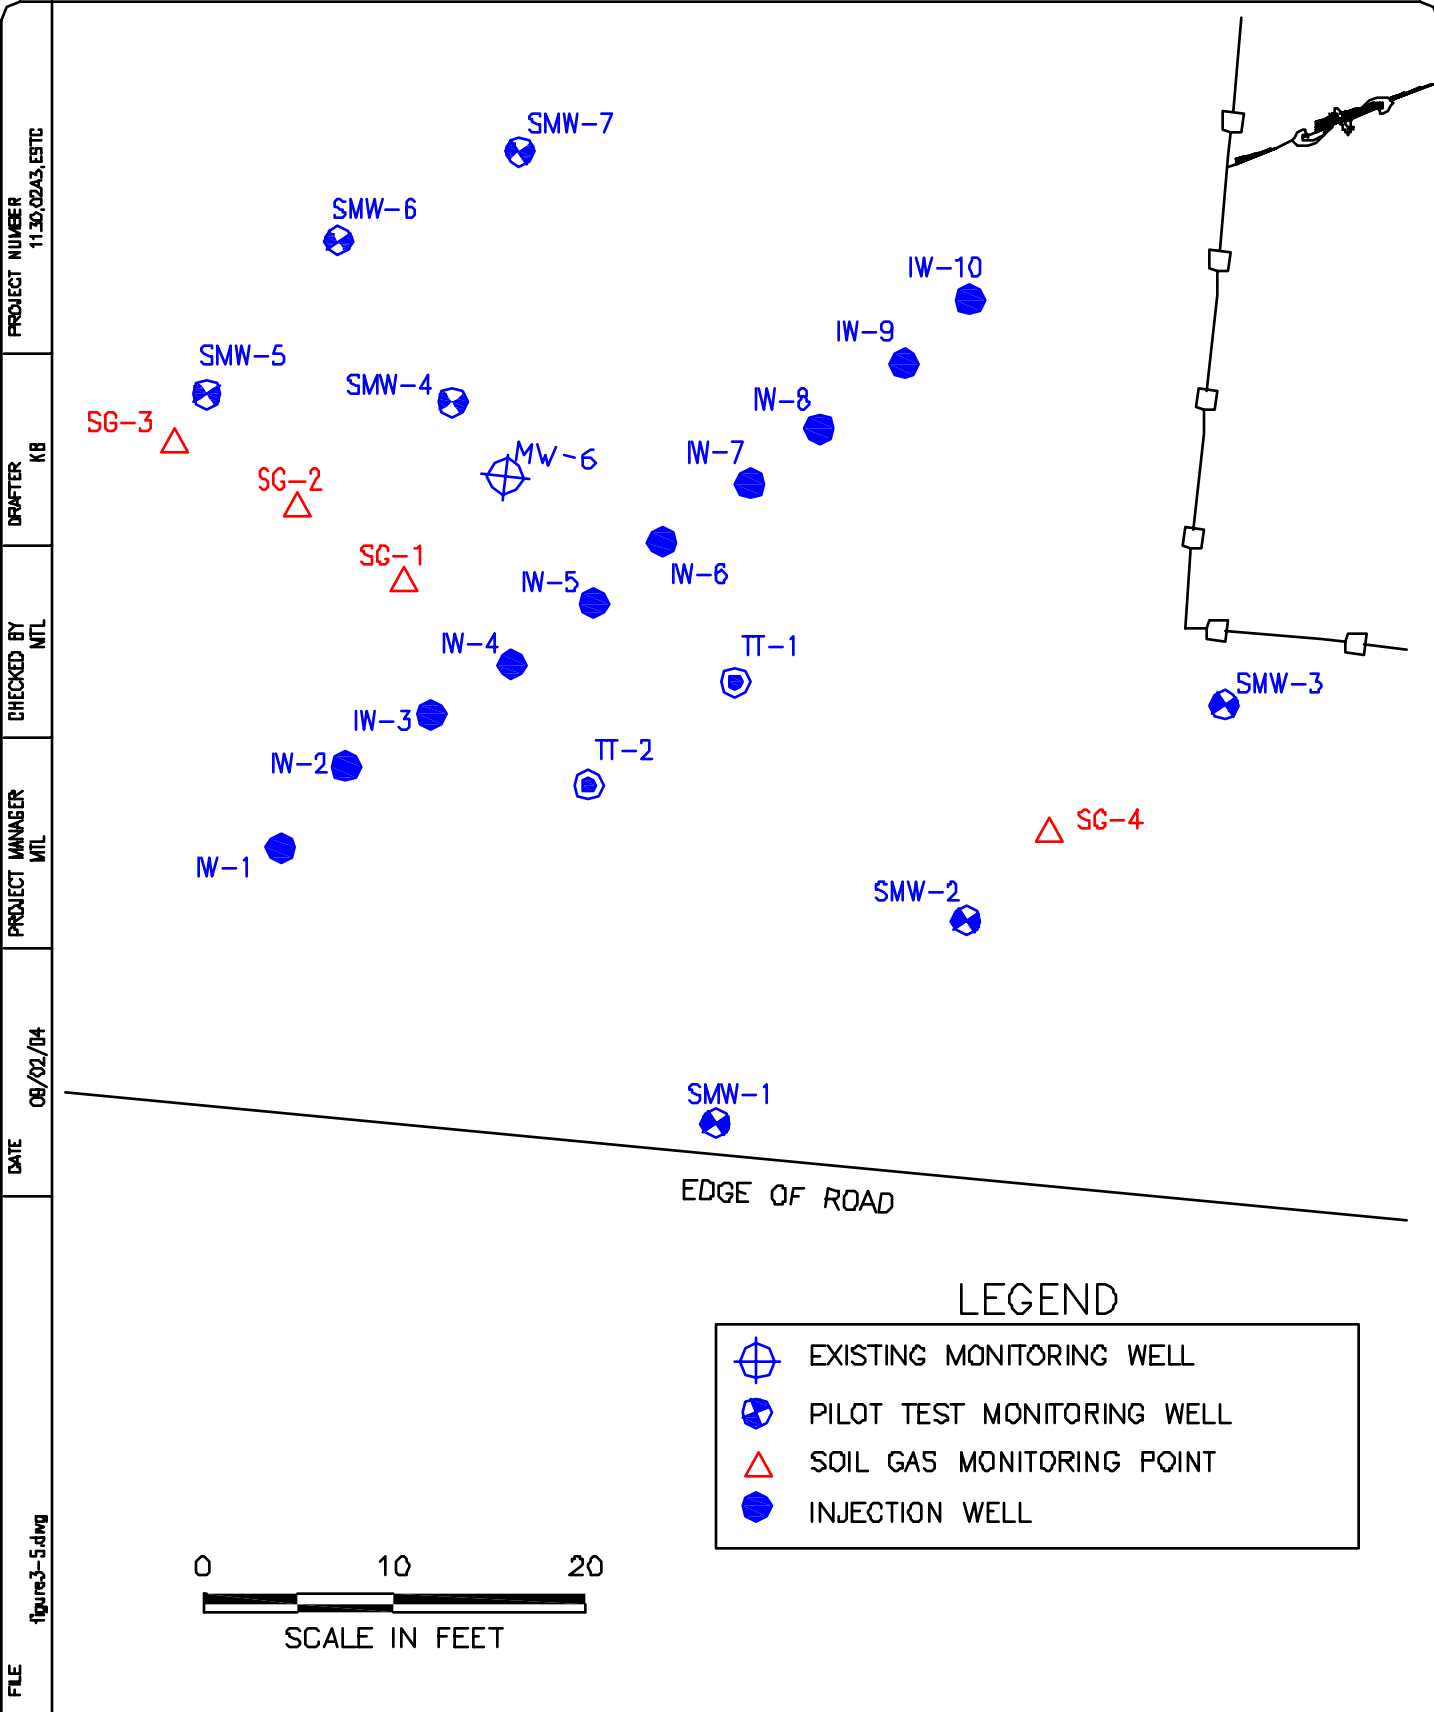 SMW-7
SMW-6
IW-10
IW-9
SMW-5
SMW-4
IW-8
SG-3
IW-7
MW-6
SG-2
SG-1
IW-6
IW-5
IW-4
TT-1
SMW-3
IW-3
IW-2
TT-2
SG-4
IW-1
SMW-2
SMW-1
EDGE OF ROAD
LEGEND
EXISTING MONITORING WELL
PILOT TEST MONITORING WELL
SOIL GAS MONITORING POINT
INJECTION WELL
0 10 20
SCALE IN FEET
PROJECT NUMBER
1130.02A3.ESTC
DRAFTER
KB
CHECKED BY
MTL
PROJECT MANAGER
MTL
DATE
09/02/04
FILE
figure3-5.dwg